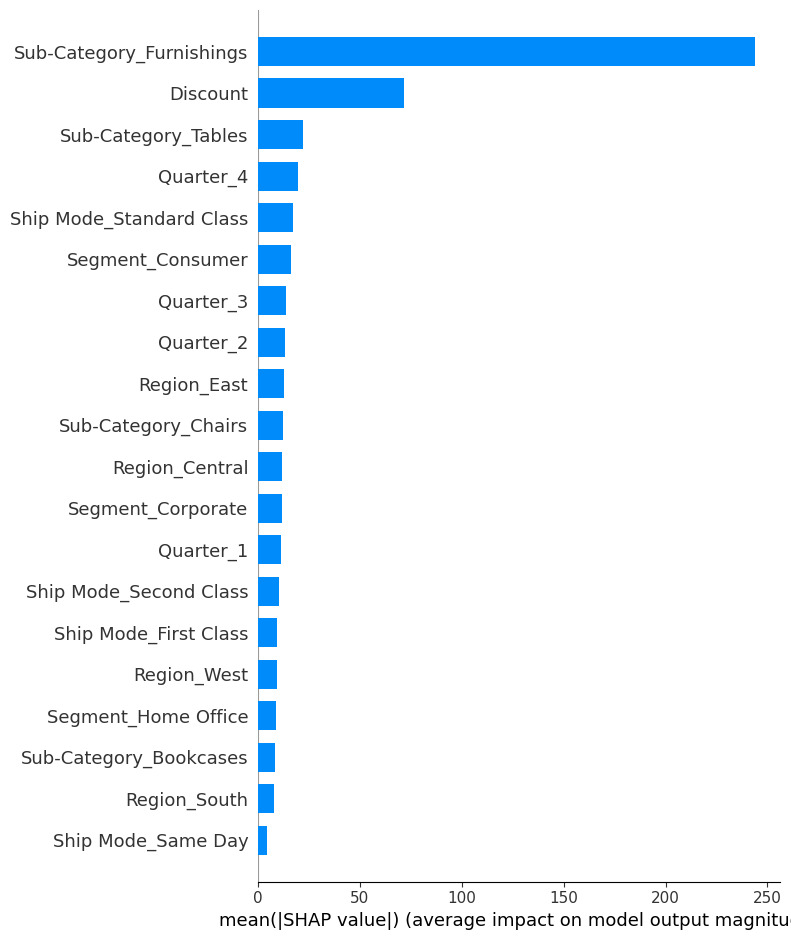 Sub-Category_Furnishings
Discount
Sub-Category_Tables
Quarter_4
Ship Mode_Standard Class
Segment_Consumer
Quarter_3
Quarter_2
Region_East
Sub-Category_Chairs
Region_Central
Segment_Corporate
Quarter_1
Ship Mode_Second Class
Ship Mode_First Class
Region_West
Segment_Home Office
Sub-Category_Bookcases
Region_South
Ship Mode_Same Day
0 50 100 150 200 250
mean(|SHAP value|) (average impact on model output magnitu